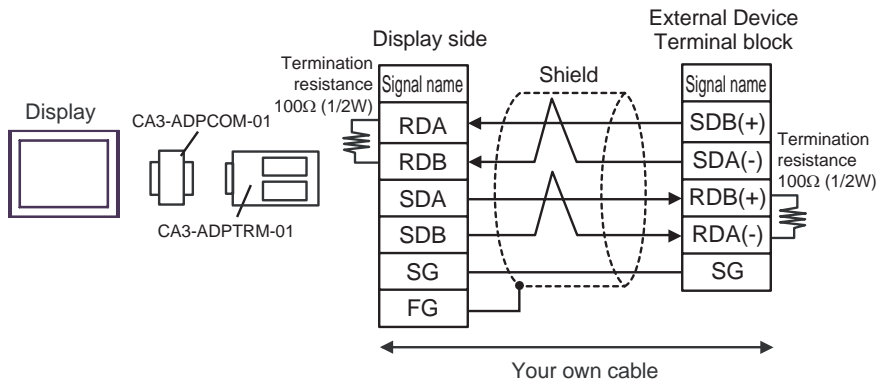 Display
CA3-ADPCOM-01
CA3-ADPTRM-01
Termination
resistance
100Ω (1/2W)
Display side
Signal name
RDA
RDB
SDA
SDB
SG
FG
Shield
External Device
Terminal block
Signal name
SDB(+)
SDA(-)
RDB(+)
RDA(-)
SG
Termination
resistance
100Ω (1/2W)
Your own cable